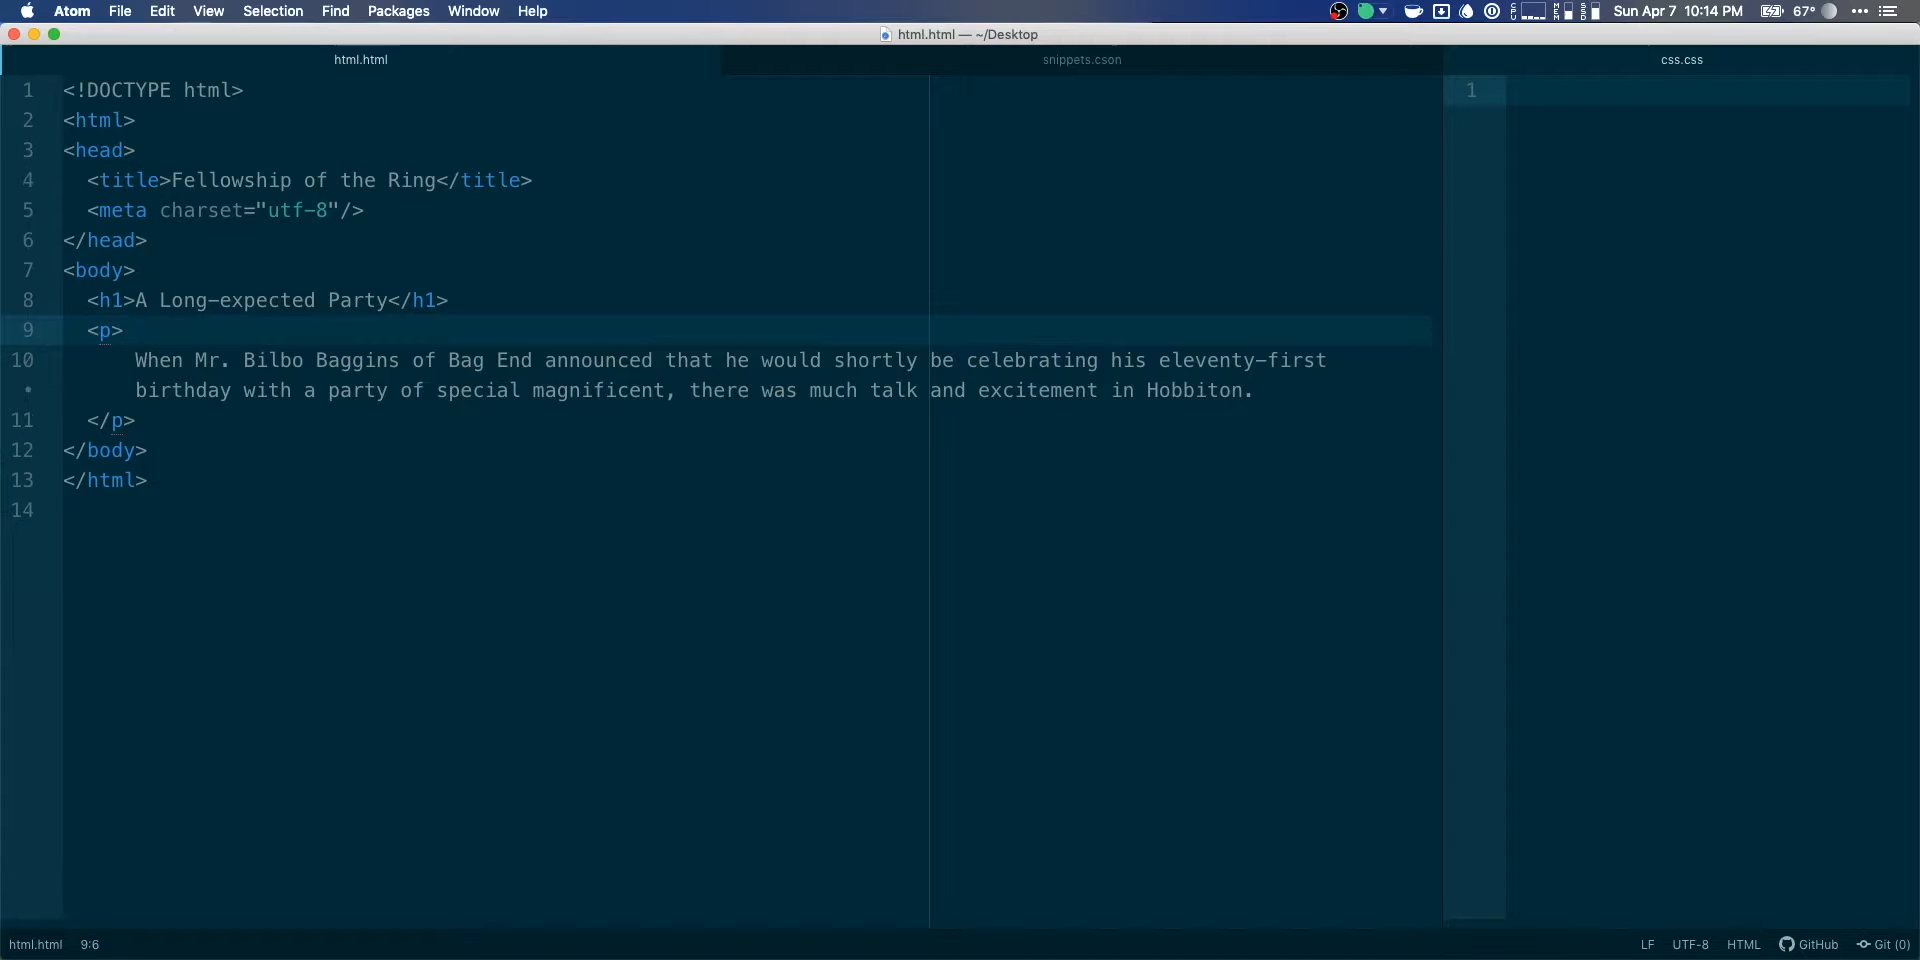 Atom File Edit View Selection Find Packages Window Help Sun Apr 7 10:14 PM 67°
html.html — ~/Desktop
html.html snippets.cson css.css
1 <!DOCTYPE html>
2 <html>
3 <head>
4 <title>Fellowship of the Ring</title>
5 <meta charset="utf-8"/>
6 </head>
7 <body>
8 <h1>A Long-expected Party</h1>
9 <p>
10 When Mr. Bilbo Baggins of Bag End announced that he would shortly be celebrating his eleventy-first
• birthday with a party of special magnificent, there was much talk and excitement in Hobbiton.
11 </p>
12 </body>
13 </html>
14
1
html.html 9:6 LF UTF-8 HTML GitHub Git (0)